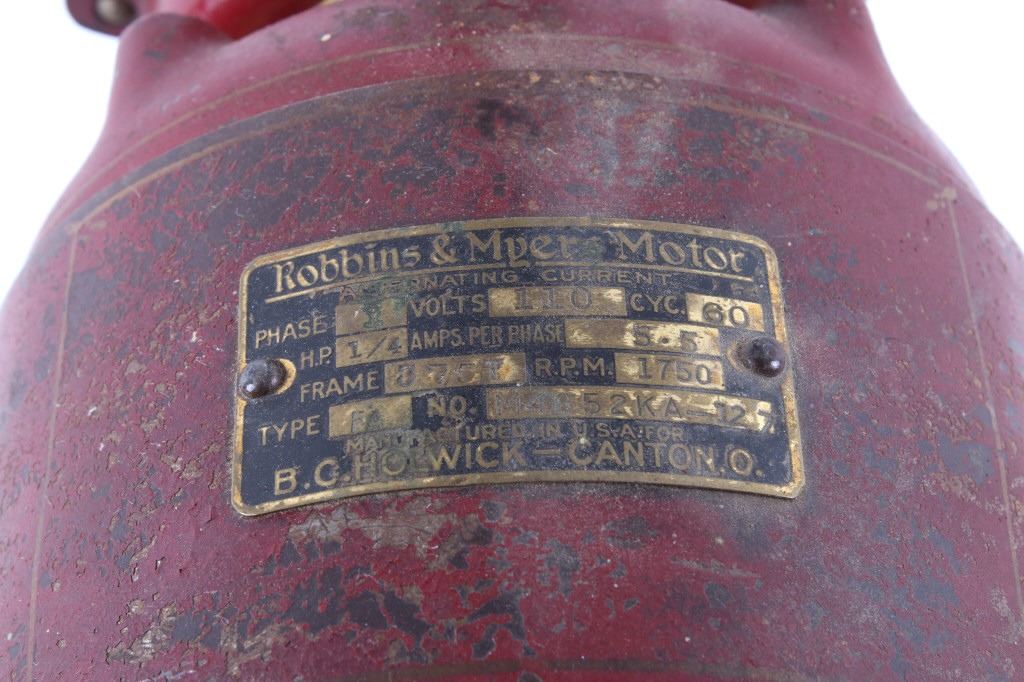 Robbins & Myers Motor
ALTERNATING CURRENT
PHASE 1 VOLTS 110 CYC. 60
H.P. 1/4 AMPS. PER PHASE 5.5
FRAME R.P.M. 1750
TYPE NO.
MANUFACTURED IN U.S.A. FOR
B.C. HOLWICK — CANTON, O.